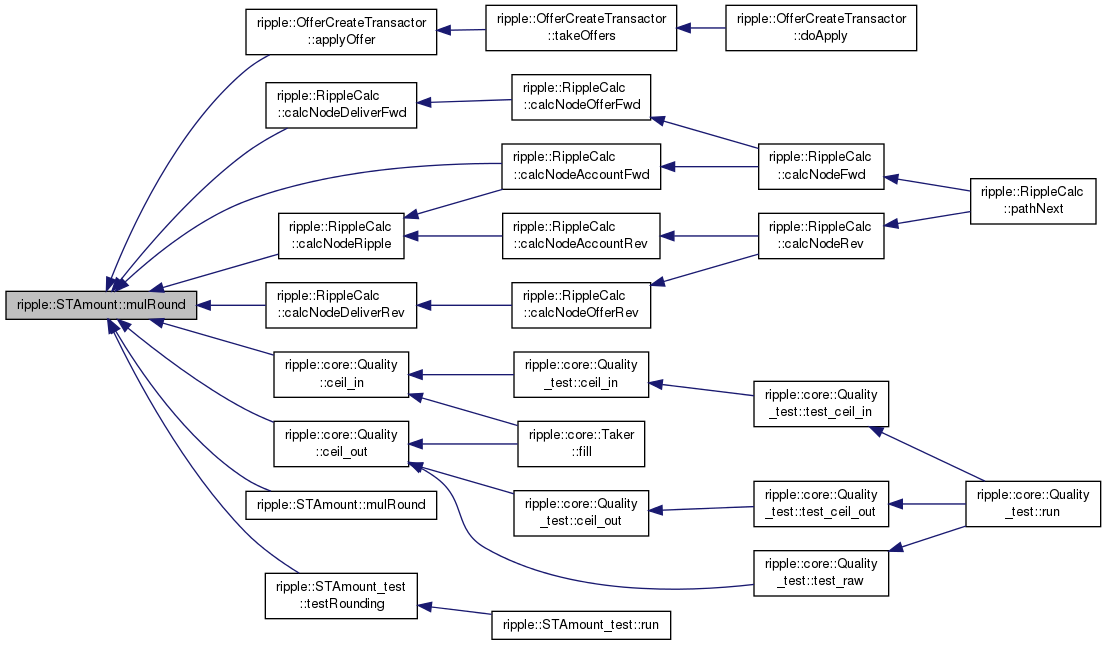 ripple::OfferCreateTransactor
::applyOffer
ripple::OfferCreateTransactor
::takeOffers
ripple::OfferCreateTransactor
::doApply
ripple::RippleCalc
::calcNodeDeliverFwd
ripple::RippleCalc
::calcNodeOfferFwd
ripple::RippleCalc
::calcNodeAccountFwd
ripple::RippleCalc
::calcNodeFwd
ripple::RippleCalc
::pathNext
ripple::RippleCalc
::calcNodeRipple
ripple::RippleCalc
::calcNodeAccountRev
ripple::RippleCalc
::calcNodeRev
ripple::STAmount::mulRound
ripple::RippleCalc
::calcNodeDeliverRev
ripple::RippleCalc
::calcNodeOfferRev
ripple::core::Quality
::ceil_in
ripple::core::Quality
_test::ceil_in
ripple::core::Quality
_test::test_ceil_in
ripple::core::Quality
::ceil_out
ripple::core::Taker
::fill
ripple::STAmount::mulRound
ripple::core::Quality
_test::ceil_out
ripple::core::Quality
_test::test_ceil_out
ripple::core::Quality
_test::run
ripple::core::Quality
_test::test_raw
ripple::STAmount_test
::testRounding
ripple::STAmount_test::run